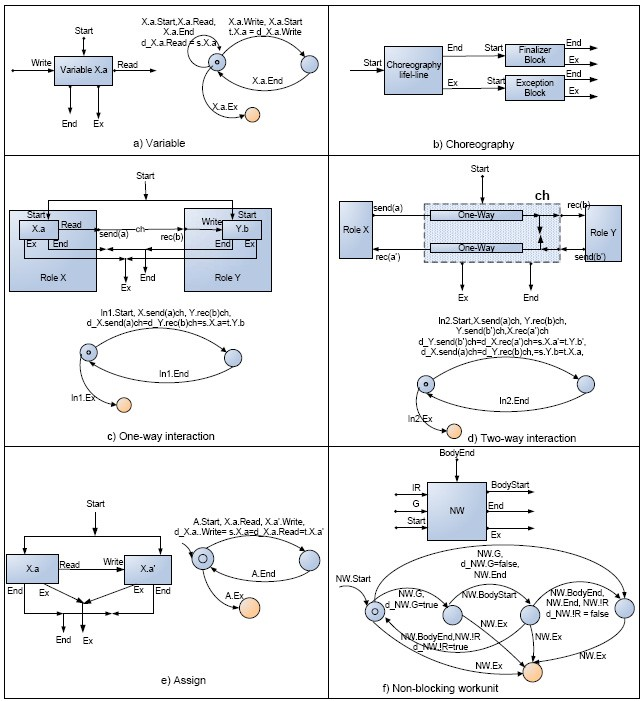 X.a.Start,X.a.Read,
X.a.End
d_X.a.Read = s.X.a
X.a.Write, X.a.Start
t.X.a = d_X.a.Write
Start
Write
Variable X.a
Read
End
Ex
X.a.End
X.a.Ex
a) Variable
Start
Choreography
lifel-line
End
Ex
Start
Finalizer
Block
End
Ex
Start
Exception
Block
End
Ex
b) Choreography
Start
Start
X.a
Read
Ex
End
Role X
send(a)
ch
rec(b)
Write
Start
Y.b
End
Ex
Role Y
Ex
End
In1.Start, X.send(a)ch, Y.rec(b)ch,
d_X.send(a)ch=d_Y.rec(b)ch=s.X.a=t.Y.b
In1.End
In1.Ex
c) One-way interaction
Start
ch
Role X
send(a)
One-Way
rec(b)
rec(a')
One-Way
send(b')
Role Y
Ex
End
In2.Start,X.send(a)ch, Y.rec(b)ch,
Y.send(b')ch,X.rec(a')ch
d_Y.send(b')ch=d_X.rec(a')ch=s.X.a'=t.Y.b',
d_X.send(a)ch=d_Y.rec(b)ch,=s.Y.b=t.X.a,
In2.End
In2.Ex
d) Two-way interaction
Start
X.a
Read
Write
X.a'
End
Ex
Ex
End
End
Ex
A.Start, X.a.Read, X.a'.Write,
d_X.a..Write= s.X.a=d_X.a.Read=t.X.a'
A.End
A.Ex
e) Assign
BodyEnd
IR
G
Start
NW
BodyStart
End
Ex
NW.G,
d_NW.G=false,
NW.End
NW.Start
NW.G,
d_NW.G=true
NW.BodyStart
NW.BodyEnd,
NW.End, NW.!R
d_NW.!R = false
NW.BodyEnd,NW.!R
d_NW.!R=true
NW.Ex
NW.Ex
NW.Ex
NW.Ex
f) Non-blocking workunit